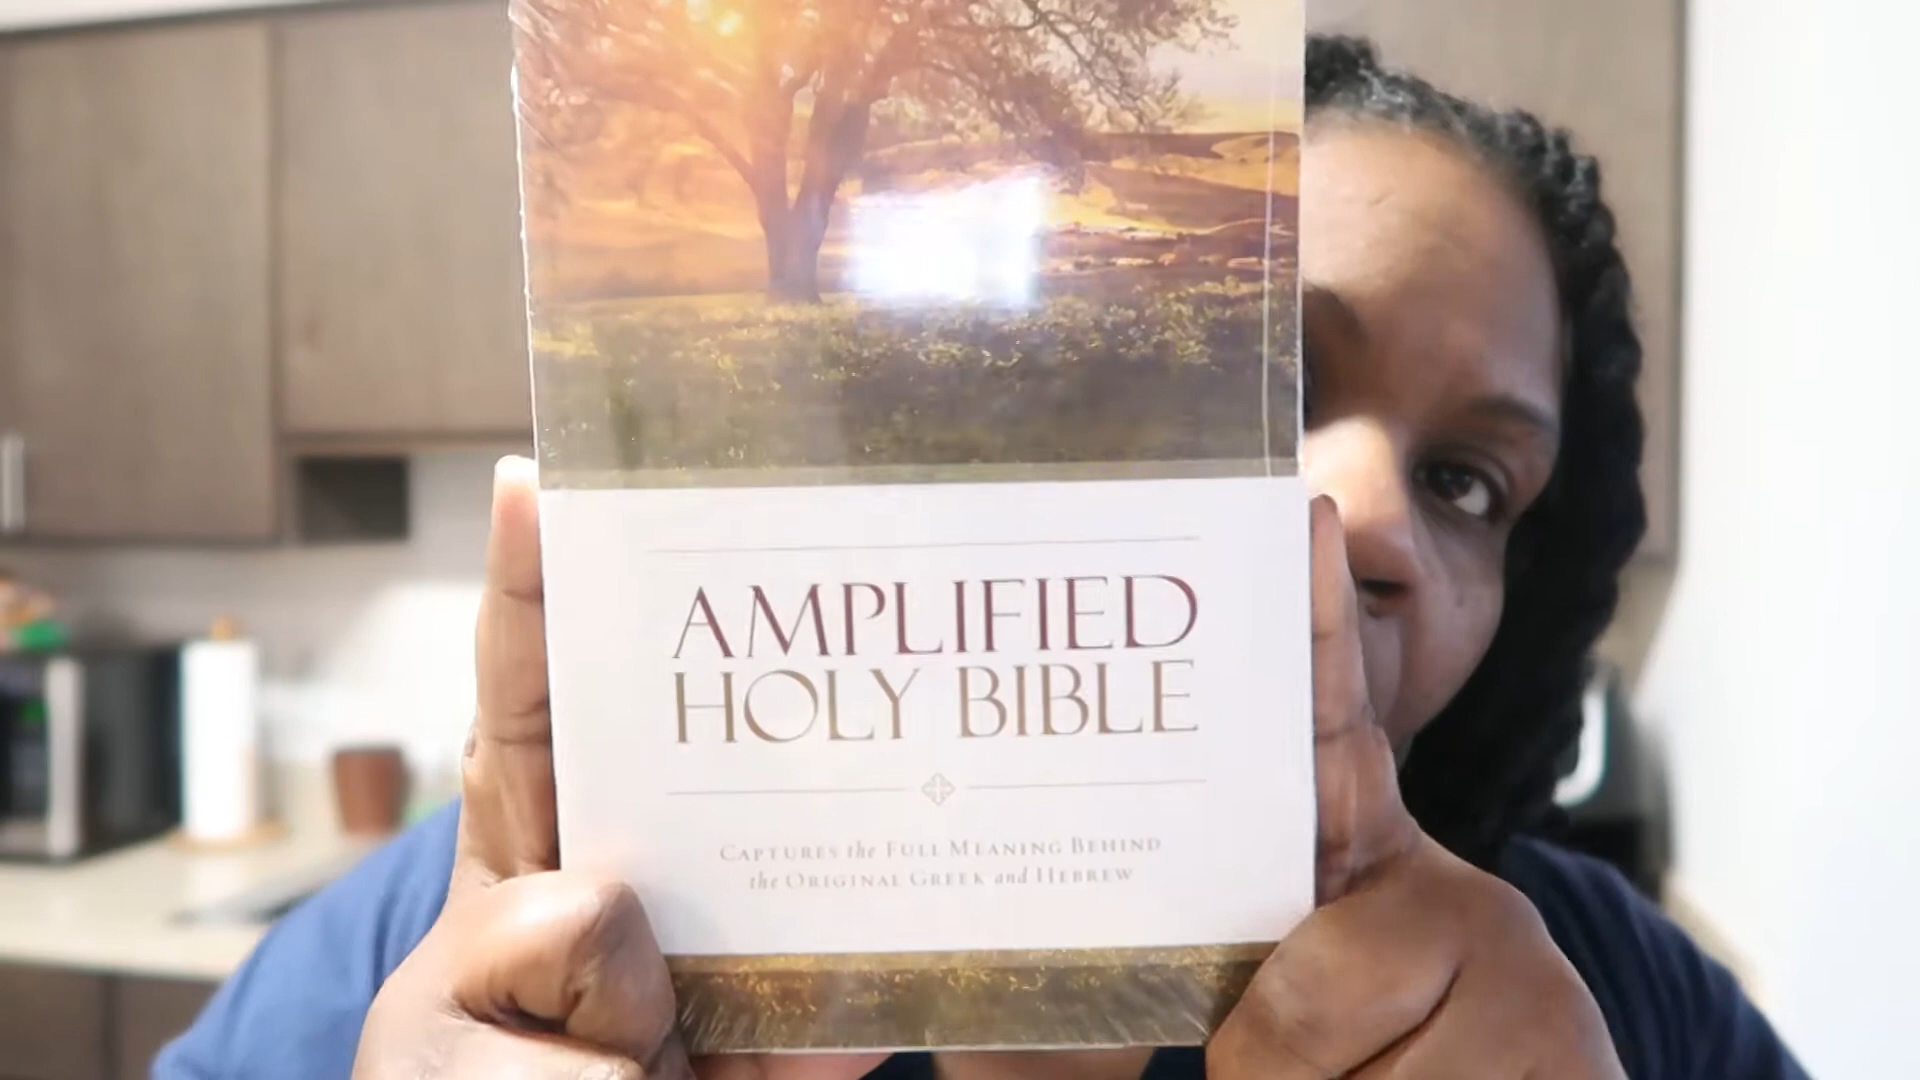 AMPLIFIED
HOLY BIBLE
CAPTURES the FULL MEANING BEHIND
the ORIGINAL GREEK and HEBREW